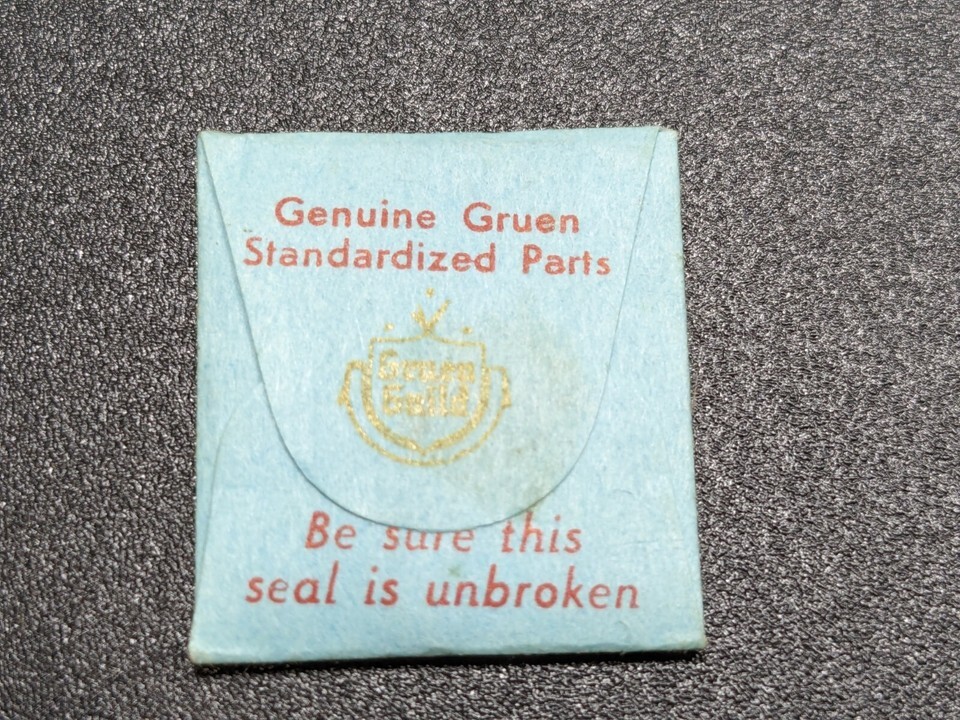 Genuine Gruen
Standardized Parts
Gruen
Guild
Be sure this
seal is unbroken